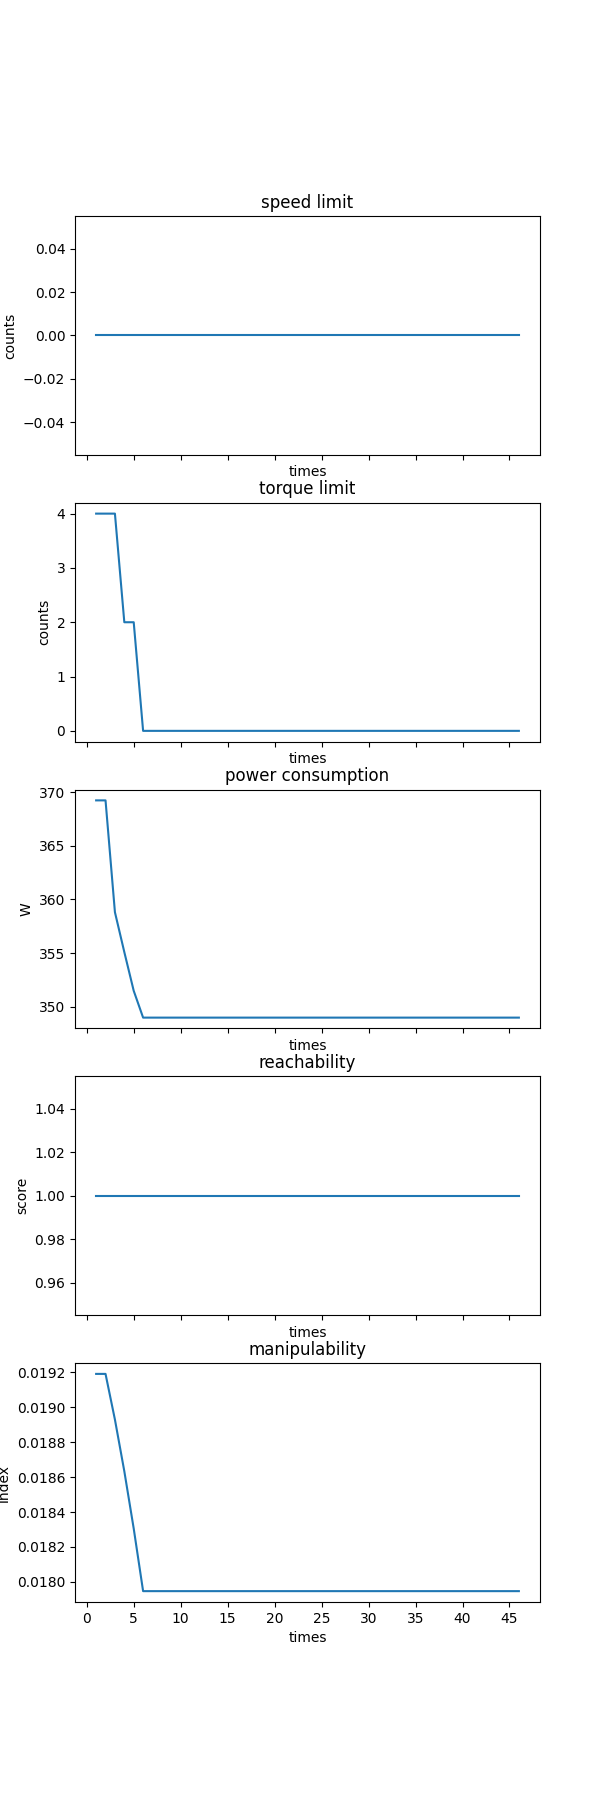 speed limit
0.04
0.02
0.00
−0.02
−0.04
counts
times
torque limit
4
3
2
1
0
counts
times
power consumption
370
365
360
355
350
W
times
reachability
1.04
1.02
1.00
0.98
0.96
score
times
manipulability
0.0192
0.0190
0.0188
0.0186
0.0184
0.0182
0.0180
index
0 5 10 15 20 25 30 35 40 45
times